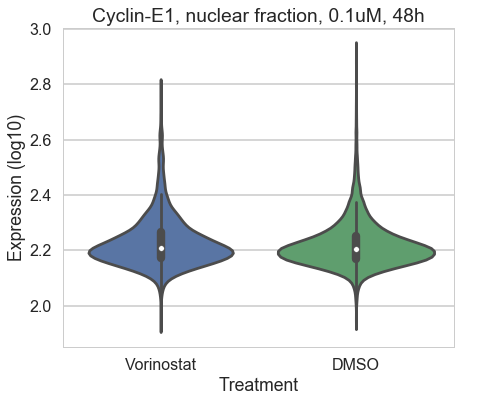 Cyclin-E1, nuclear fraction, 0.1uM, 48h
3.0
2.8
2.6
2.4
2.2
2.0
Expression (log10)
Vorinostat
DMSO
Treatment